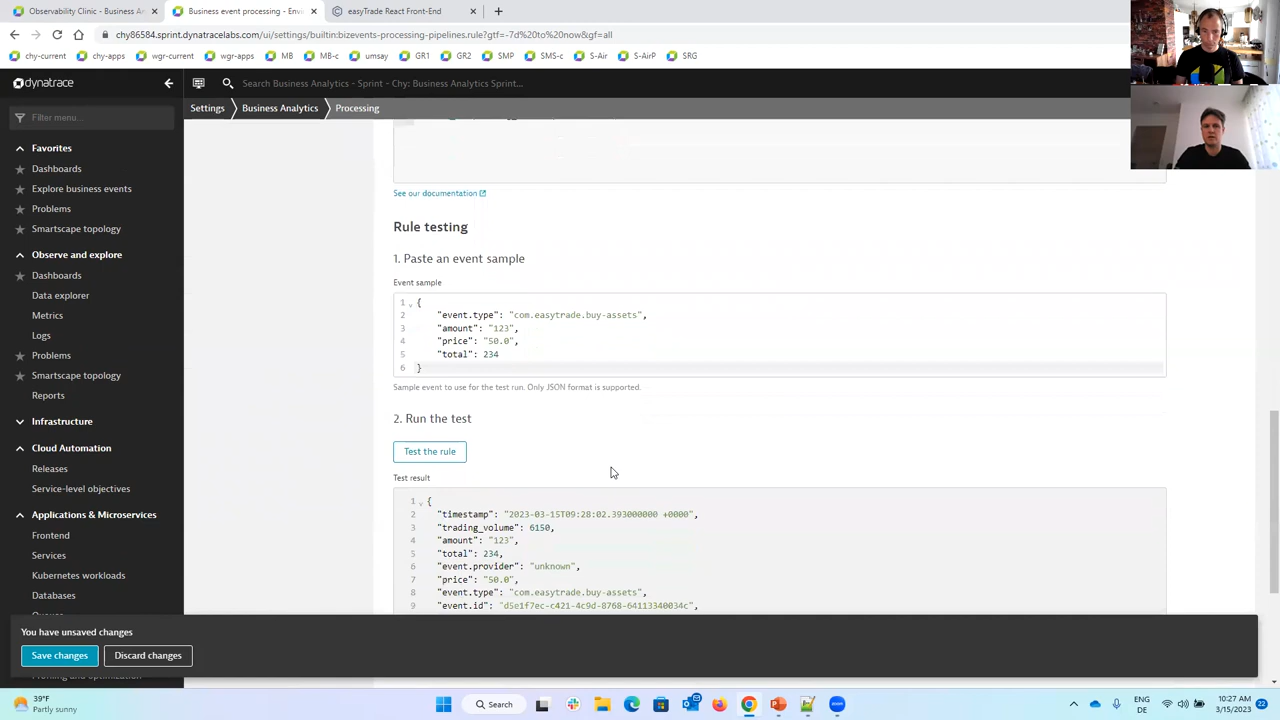 Observability Clinic - Business Ar
Business event processing - Envi
easyTrade React Front-End
chy86584.sprint.dynatracelabs.com/ui/settings/builtin:bizevents-processing-pipelines.rule?gtf=-7d%20to%20now&gf=all
chy-current
chy-apps
wgr-current
wgr-apps
MB
MB-c
umsay
GR1
GR2
SMP
SNSrc
S-Air
S-AirP
SRG
dynatrace
Search Business Analytics - Sprint - Chy: Business Analytics Sprint...
Settings
Business Analytics
Processing
Filter menu...
Favorites
Dashboards
Explore business events
Problems
Smartscape topology
Observe and explore
Dashboards
Data explorer
Metrics
Logs
Problems
Smartscape topology
Reports
Infrastructure
Cloud Automation
Releases
Service-level objectives
Applications & Microservices
Frontend
Services
Kubernetes workloads
Databases
See our documentation
Rule testing
1. Paste an event sample
Event sample
1 {
2 "event.type": "com.easytrade.buy-assets",
3 "amount": "123",
4 "price": "50.0",
5 "total": 234
6 }
Sample event to use for the test run. Only JSON format is supported.
2. Run the test
Test the rule
Test result
1 {
2 "timestamp": "2023-03-15T09:28:02.393000000 +0000",
3 "trading_volume": 6150,
4 "amount": "123",
5 "total": 234,
6 "event.provider": "unknown",
7 "price": "50.0",
8 "event.type": "com.easytrade.buy-assets",
9 "event.id": "d5e1f7ec-c421-4c9d-8768-64113340034c",
You have unsaved changes
Save changes
Discard changes
Profiling and optimization
39°F
Partly sunny
Search
ENG
DE
10:27 AM
3/15/2023
22